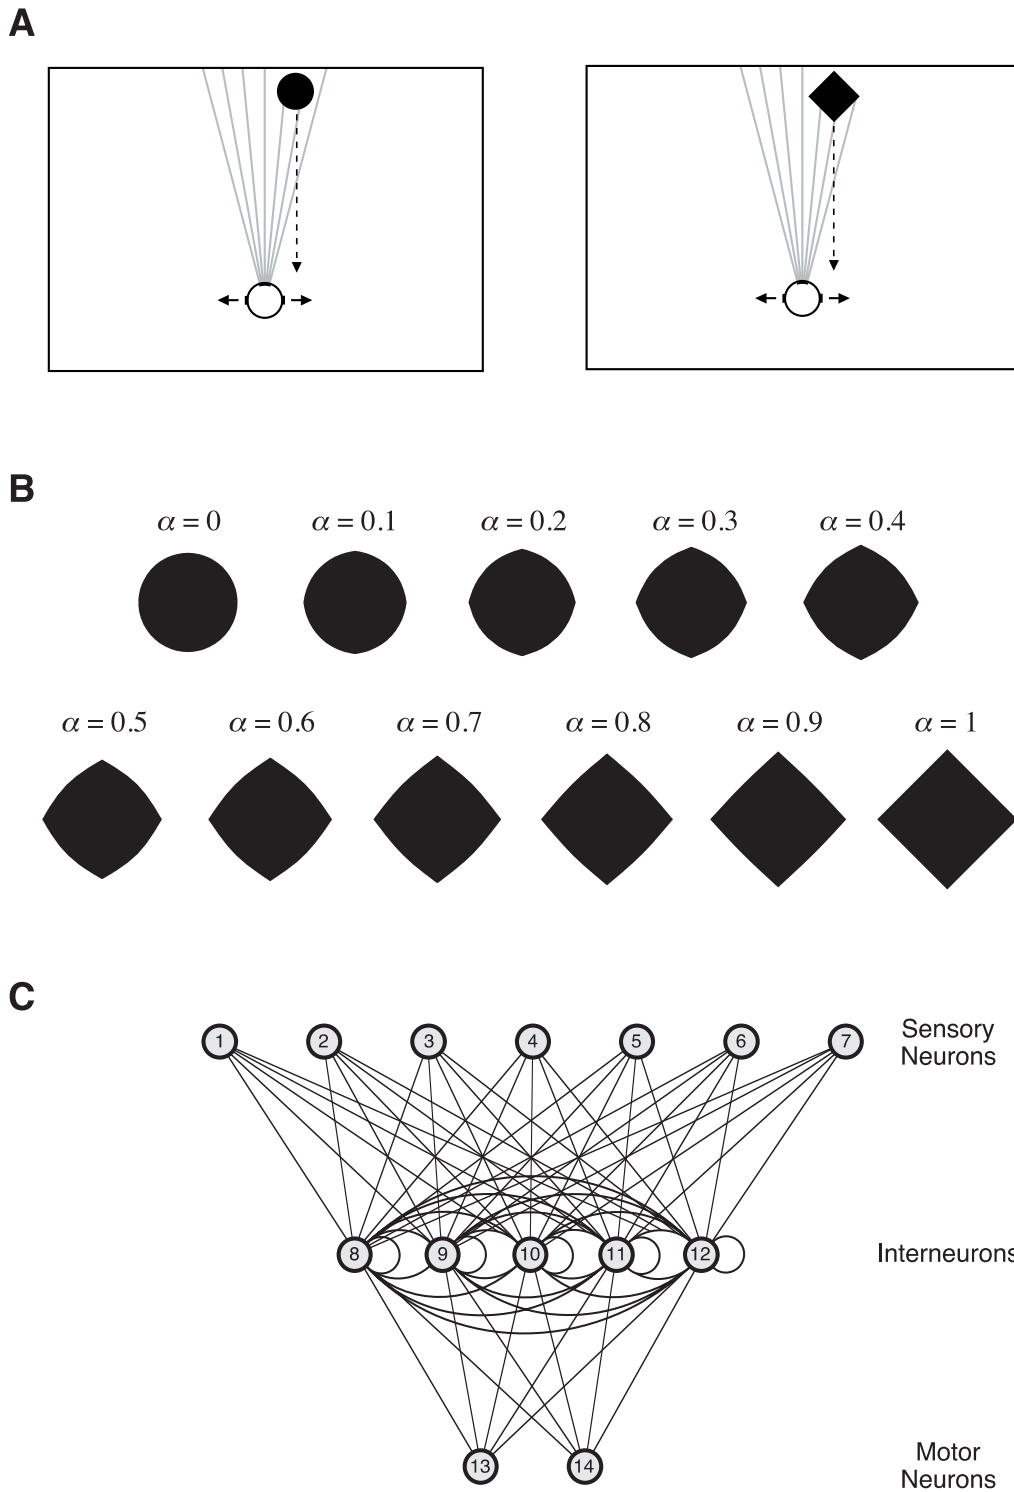 A
B
α = 0
α = 0.1
α = 0.2
α = 0.3
α = 0.4
α = 0.5
α = 0.6
α = 0.7
α = 0.8
α = 0.9
α = 1
C
1
2
3
4
5
6
7
Sensory
Neurons
8
9
10
11
12
Interneurons
13
14
Motor
Neurons